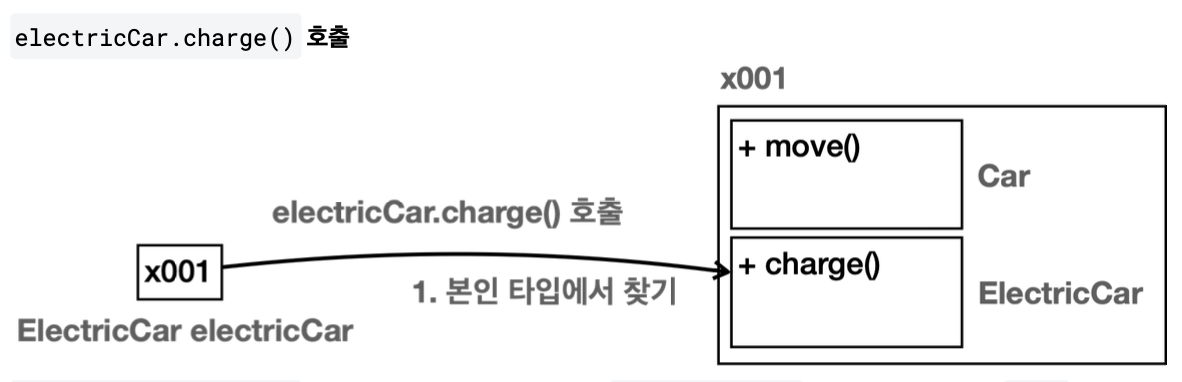 electricCar.charge() 호출
x001
+ move()
Car
electricCar.charge() 호출
x001
+ charge()
1. 본인 타입에서 찾기
ElectricCar
ElectricCar electricCar